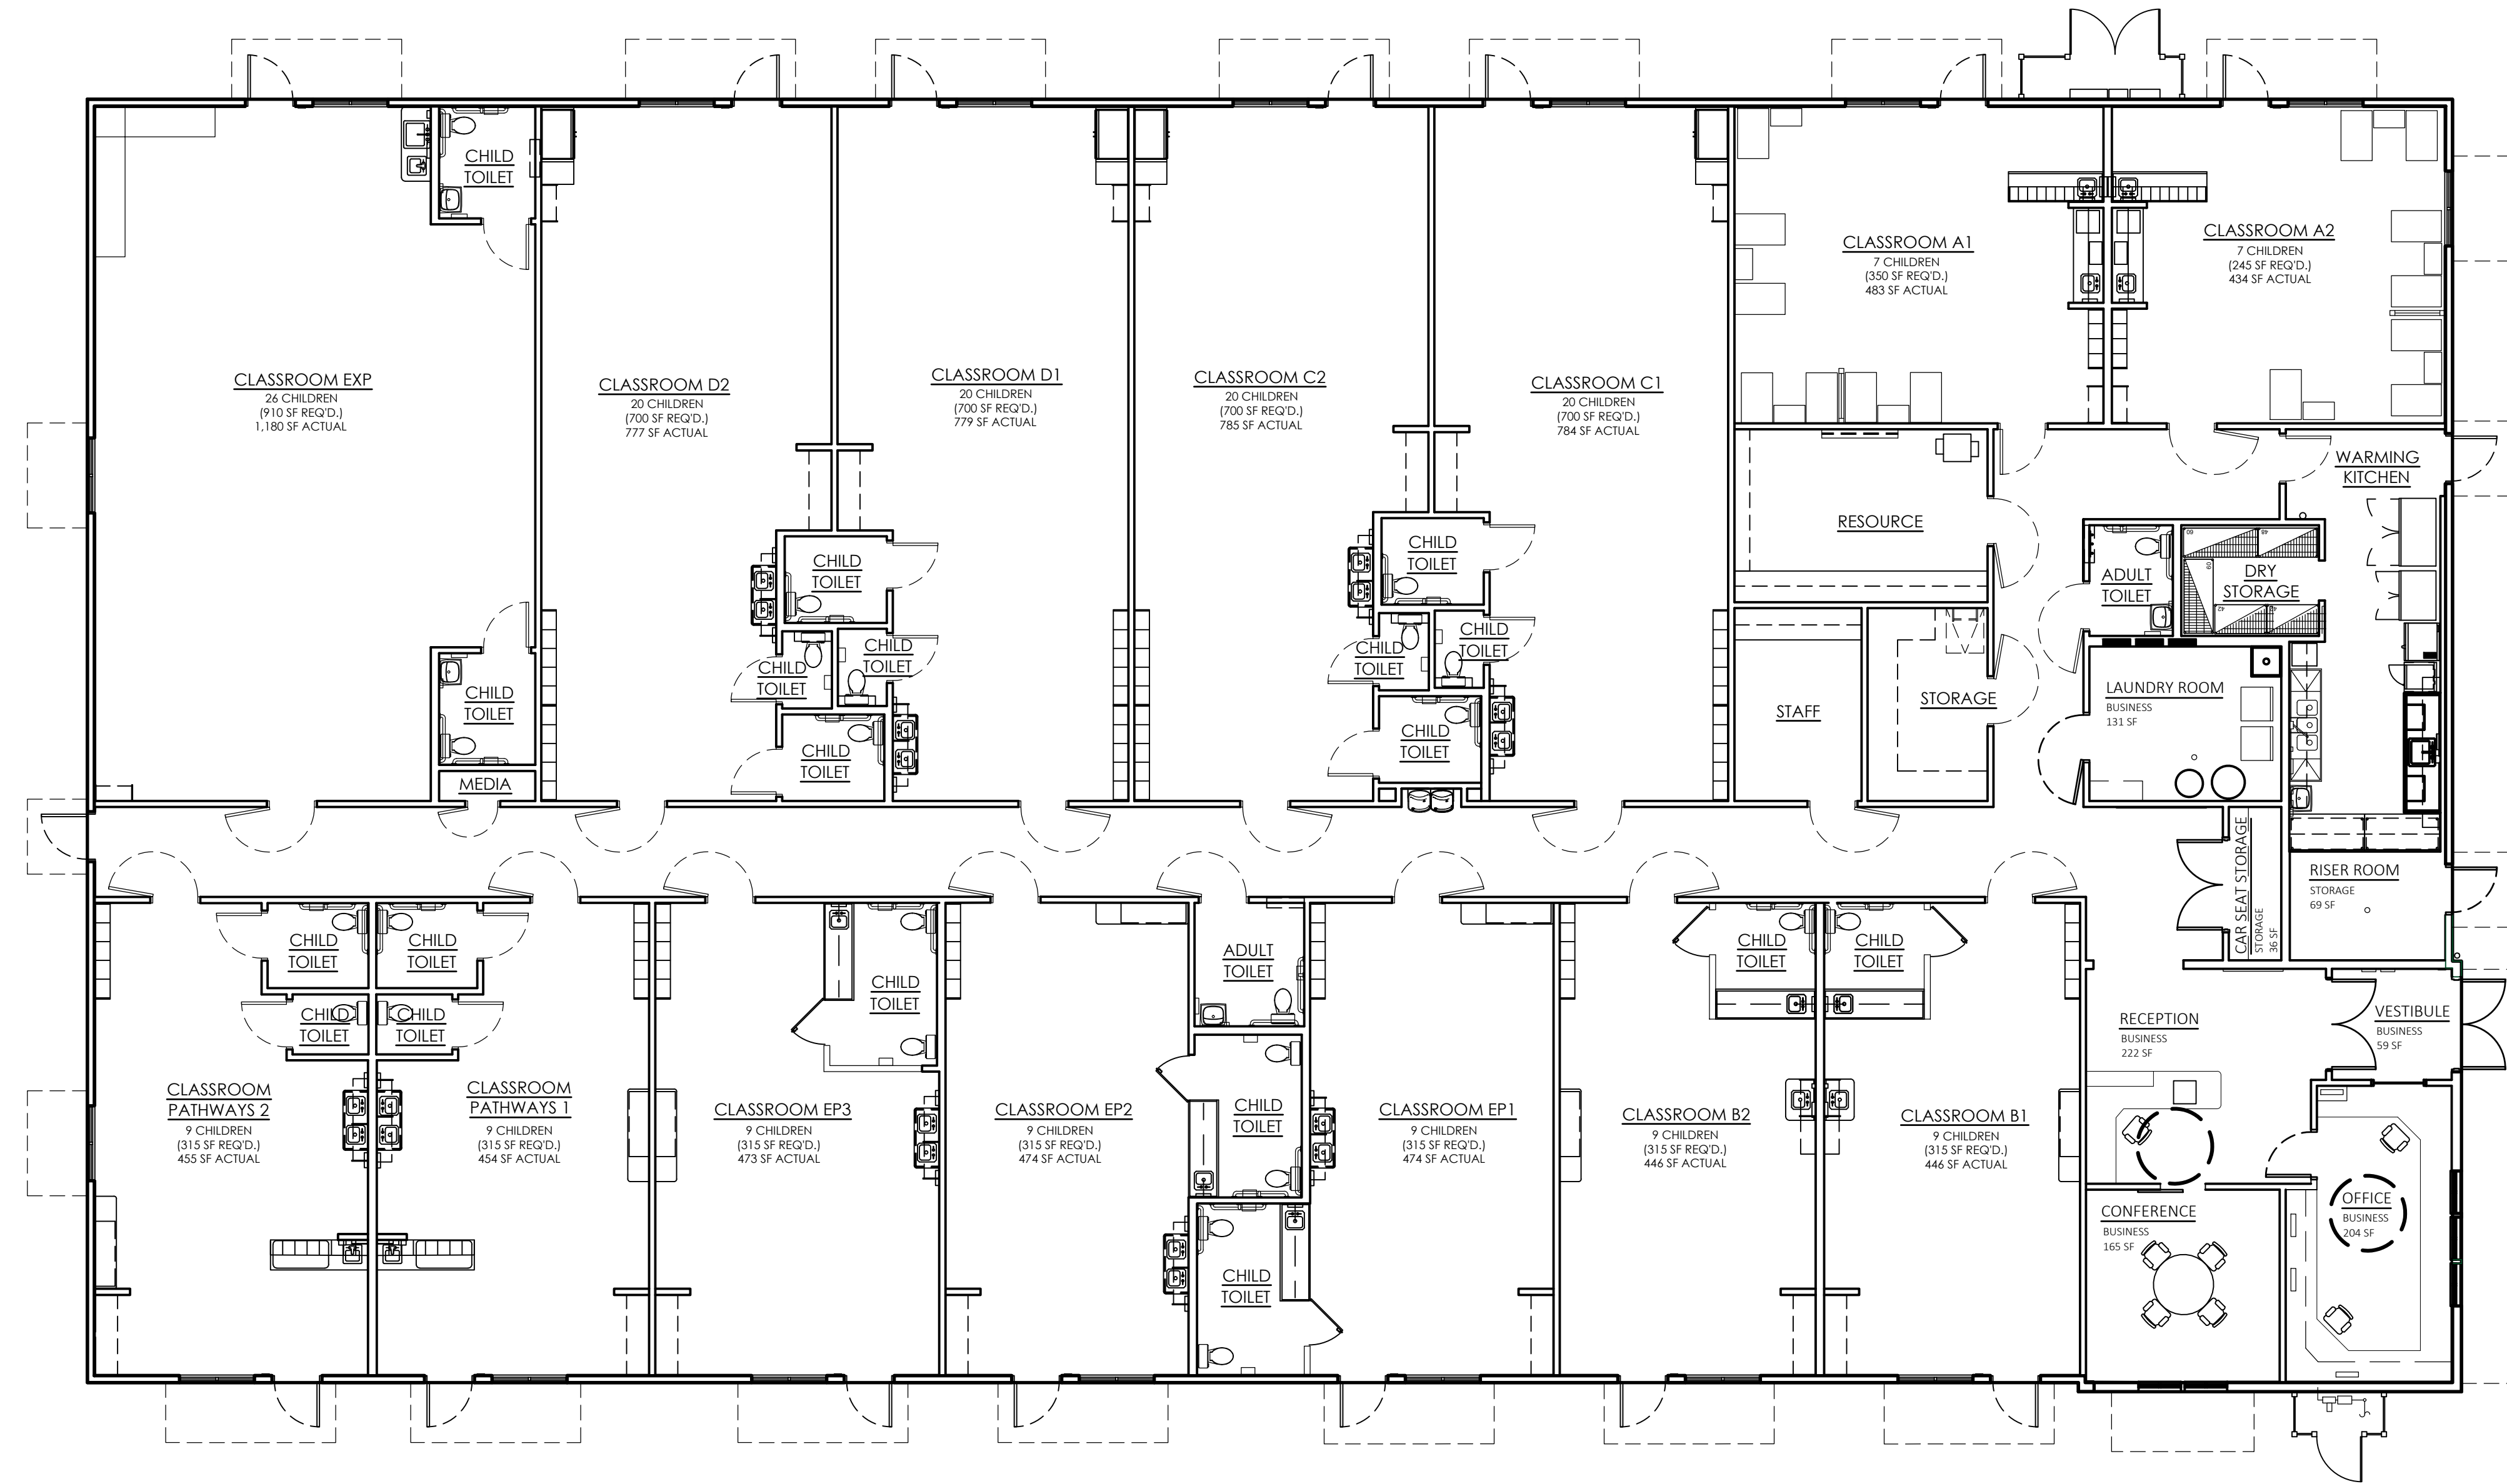 CHILD
TOILET
CLASSROOM EXP
26 CHILDREN
(910 SF REQ'D.)
1,180 SF ACTUAL
CLASSROOM D2
20 CHILDREN
(700 SF REQ'D.)
777 SF ACTUAL
CLASSROOM D1
20 CHILDREN
(700 SF REQ'D.)
779 SF ACTUAL
CLASSROOM C2
20 CHILDREN
(700 SF REQ'D.)
785 SF ACTUAL
CLASSROOM C1
20 CHILDREN
(700 SF REQ'D.)
784 SF ACTUAL
CLASSROOM A1
7 CHILDREN
(350 SF REQ'D.)
483 SF ACTUAL
CLASSROOM A2
7 CHILDREN
(245 SF REQ'D.)
434 SF ACTUAL
WARMING
KITCHEN
RESOURCE
CHILD
TOILET
CHILD
TOILET
ADULT
TOILET
DRY
STORAGE
60
48
60
42
48
CHILD
TOILET
CHILD
TOILET
CHILD
TOILET
CHILD
TOILET
CHILD
TOILET
CHILD
TOILET
CHILD
TOILET
MEDIA
STAFF
STORAGE
LAUNDRY ROOM
BUSINESS
131 SF
CAR SEAT STORAGE
STORAGE
36 SF
RISER ROOM
STORAGE
69 SF
CHILD
TOILET
CHILD
TOILET
CHILD
TOILET
CHILD
TOILET
CHILD
TOILET
ADULT
TOILET
CHILD
TOILET
CHILD
TOILET
RECEPTION
BUSINESS
222 SF
VESTIBULE
BUSINESS
59 SF
CLASSROOM
PATHWAYS 2
9 CHILDREN
(315 SF REQ'D.)
455 SF ACTUAL
CLASSROOM
PATHWAYS 1
9 CHILDREN
(315 SF REQ'D.)
454 SF ACTUAL
CLASSROOM EP3
9 CHILDREN
(315 SF REQ'D.)
473 SF ACTUAL
CLASSROOM EP2
9 CHILDREN
(315 SF REQ'D.)
474 SF ACTUAL
CHILD
TOILET
CLASSROOM EP1
9 CHILDREN
(315 SF REQ'D.)
474 SF ACTUAL
CLASSROOM B2
9 CHILDREN
(315 SF REQ'D.)
446 SF ACTUAL
CLASSROOM B1
9 CHILDREN
(315 SF REQ'D.)
446 SF ACTUAL
CHILD
TOILET
CONFERENCE
BUSINESS
165 SF
OFFICE
BUSINESS
204 SF